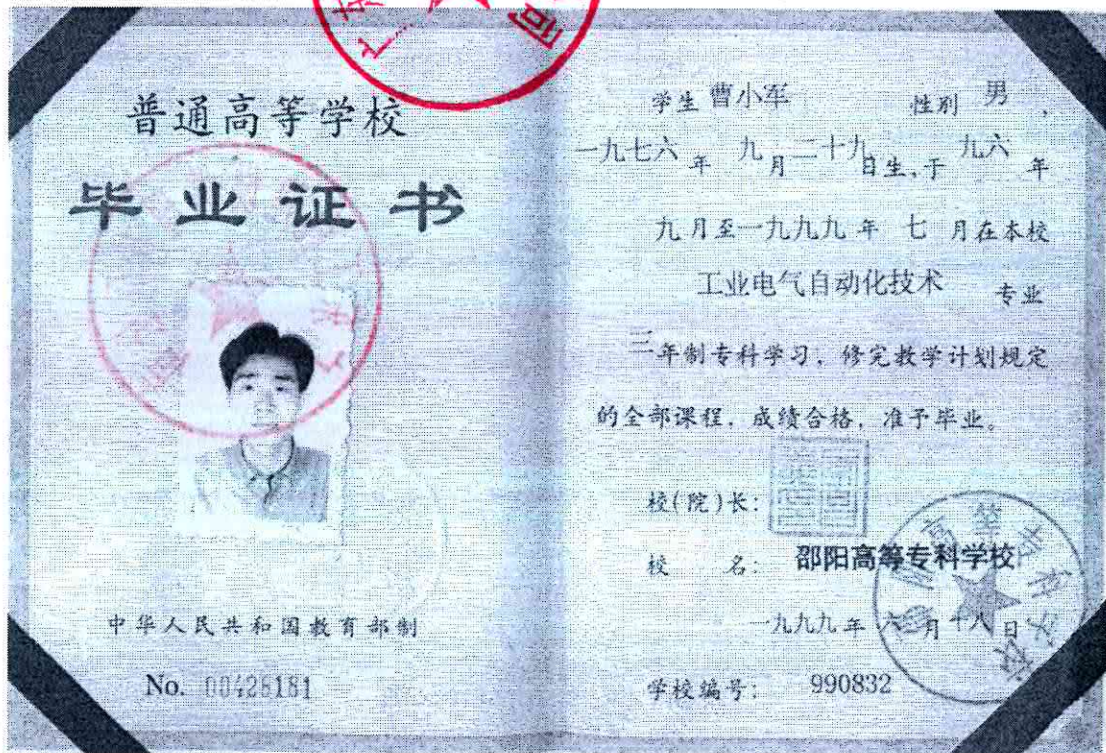 普通高等学校
毕业证书
中华人民共和国教育部制
No. 00428181
学生 曹小军 性别 男 ,
一九七六 年 九 月 二十九 日生,于 九六 年
九 月至一九九九 年 七 月在本校
工业电气自动化技术 专业
三年制专科学习,修完教学计划规定
的全部课程,成绩合格,准予毕业。
校(院)长:
校 名: 邵阳高等专科学校
一九九九 年 六 月 十八 日
学校编号: 990832